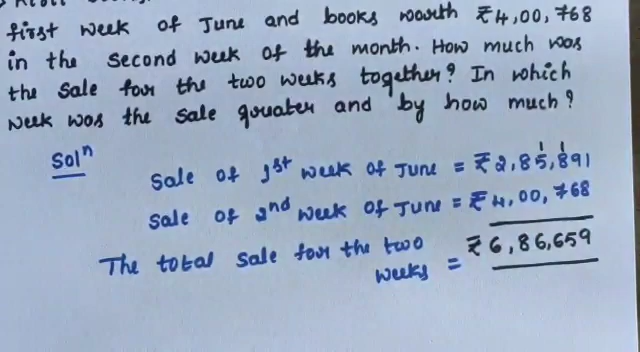 first week of June and books worth ₹4,00,768
in the second week of the month. How much was
the sale for the two weeks together? In which
week was the sale greater and by how much?
Solⁿ
Sale of 1st week of June = ₹2,85,891
Sale of 2nd week of June = ₹4,00,768
The total sale for the two
weeks = ₹6,86,659